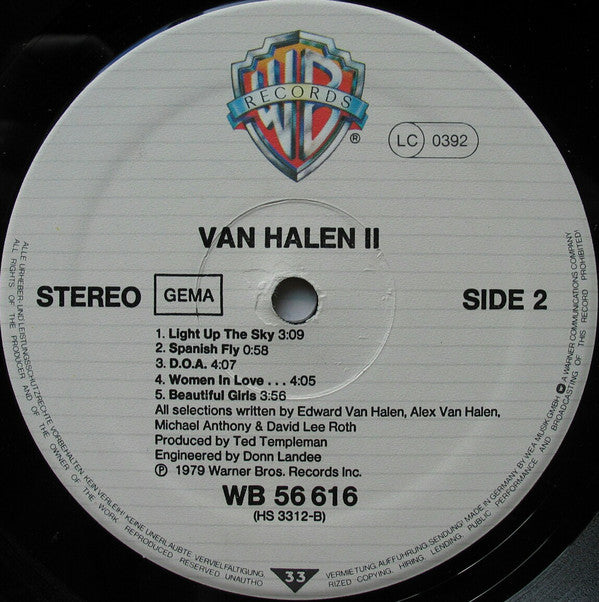 WB
RECORDS
®
LC 0392
VAN HALEN II
STEREO GEMA SIDE 2
1. Light Up The Sky 3:09
2. Spanish Fly 0:58
3. D.O.A. 4:07
4. Women In Love . . . 4:05
5. Beautiful Girls 3:56
All selections written by Edward Van Halen, Alex Van Halen,
Michael Anthony & David Lee Roth
Produced by Ted Templeman
Engineered by Donn Landee
℗ 1979 Warner Bros. Records Inc.
WB 56 616
(HS 3312-B)
33
ALLE URHEBER- UND LEISTUNGSSCHUTZRECHTE VORBEHALTEN. KEIN VERLEIH! KEINE UNERLAUBTE VERVIELFÄLTIGUNG, VERMIETUNG, AUFFÜHRUNG, SENDUNG! MADE IN GERMANY BY WEA MUSIK GMBH A WARNER COMMUNICATIONS COMPANY
ALL RIGHTS OF THE PRODUCER AND OF THE OWNER OF THE WORK REPRODUCED RESERVED UNAUTHORIZED COPYING, HIRING, LENDING, PUBLIC PERFORMANCE AND BROADCASTING OF THIS RECORD PROHIBITED!